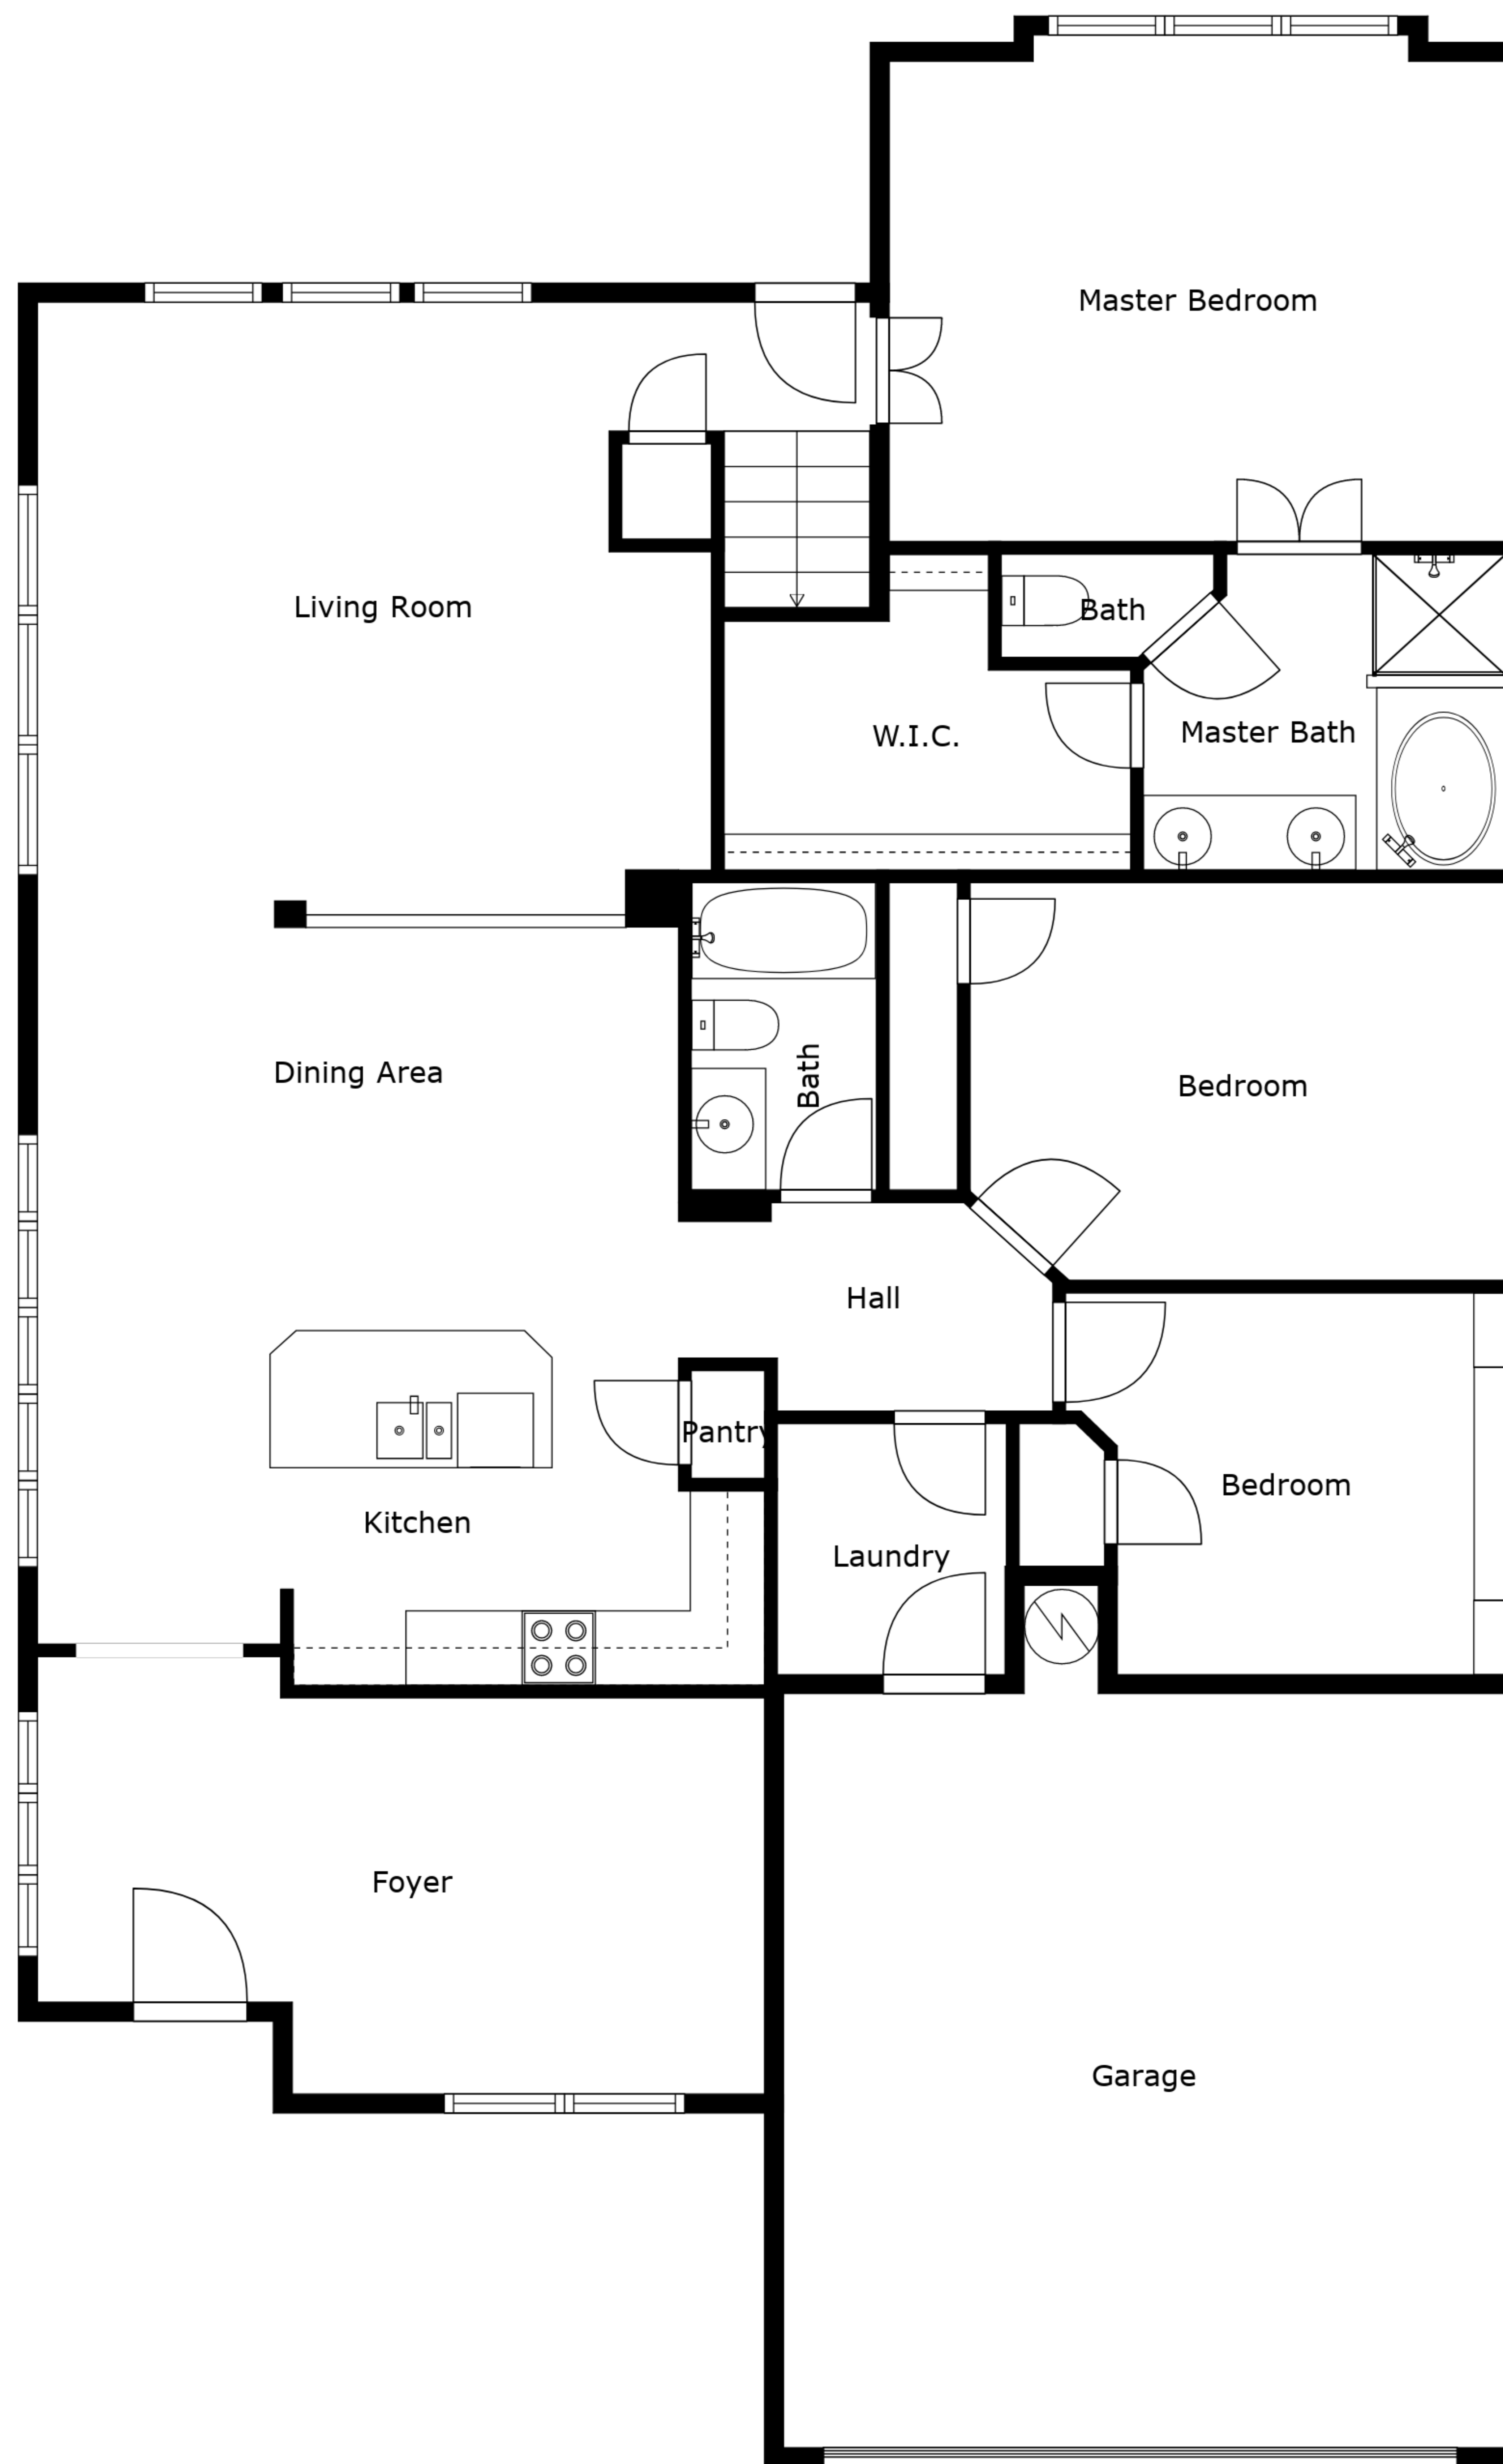 Master Bedroom
Living Room
Bath
W.I.C.
Master Bath
Dining Area
Bath
Bedroom
Hall
Pantry
Kitchen
Bedroom
Laundry
Foyer
Garage